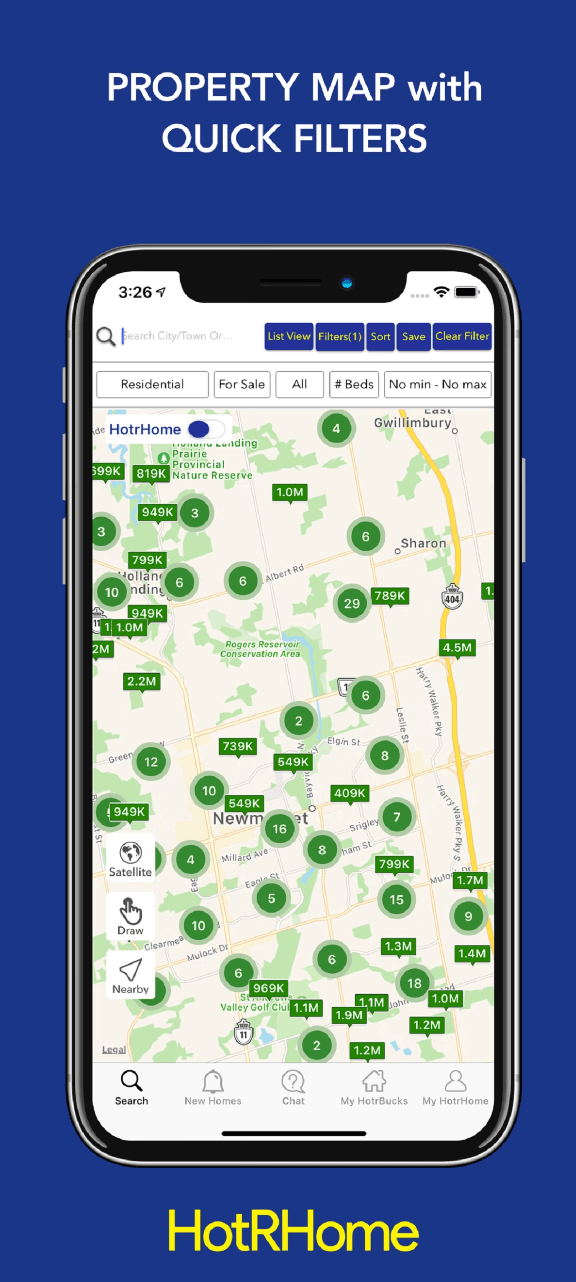 PROPERTY MAP with
QUICK FILTERS
3:26
Search City/Town Or...
List View
Filters(1)
Sort
Save
Clear Filter
Residential
For Sale
All
# Beds
No min - No max
HotrHome
East
Gwillimbury
4
Holland Landing
Prairie
Provincial
Nature Reserve
699K
819K
1.0M
949K
3
3
6
Sharon
799K
Holland
Landing
10
6
6
Albert Rd
29
789K
404
949K
1.0M
2M
Rogers Reservoir
Conservation Area
4.5M
2.2M
6
2
Harry Walker Pky
Leslie St
739K
Elgin St
8
12
549K
10
549K
409K
949K
Newmarket
16
7
Srigley
Harry Walker Pky S
8
4
Millard Ave
799K
Satellite
Eagle St
5
15
1.7M
9
Draw
10
Clearme
Mulock Dr
1.3M
1.4M
6
6
Nearby
969K
18
1.0M
Valley Golf Club
1.1M
1.1M
1.9M
1.2M
11
2
1.2M
Legal
Search
New Homes
Chat
My HotrBucks
My HotrHome
HotRHome